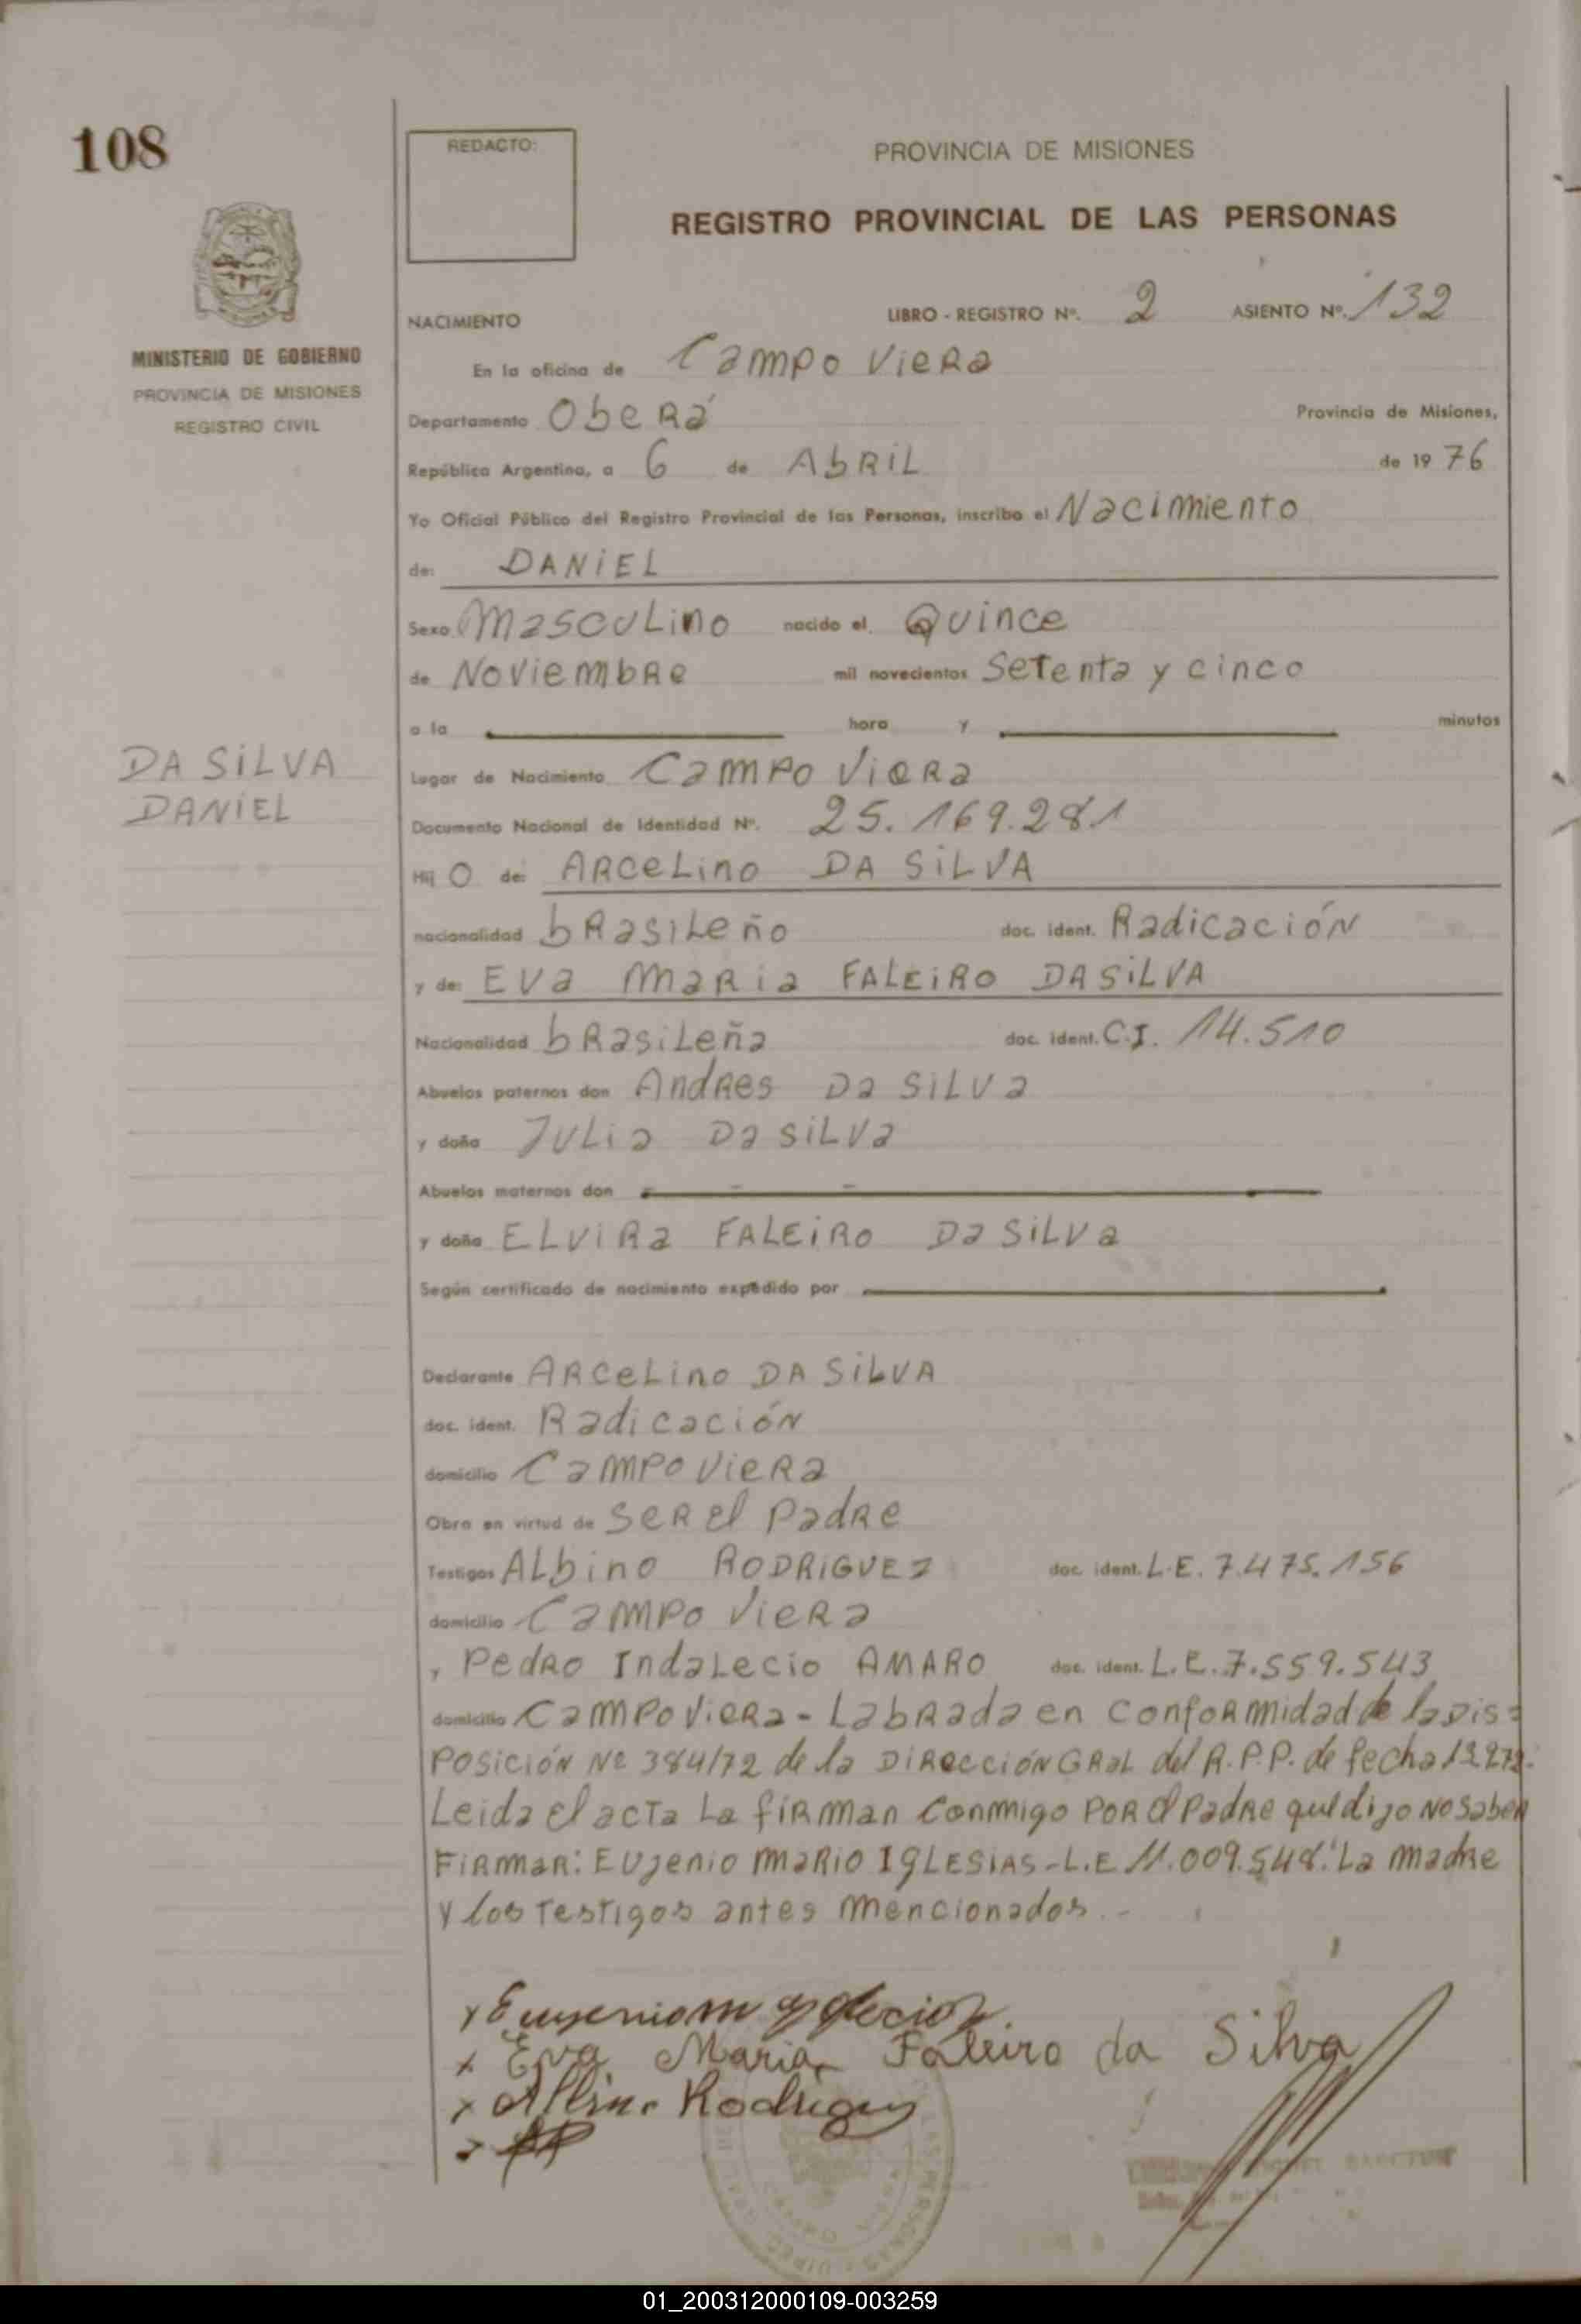 108
REDACTO:
PROVINCIA DE MISIONES
REGISTRO PROVINCIAL DE LAS PERSONAS
MINISTERIO DE GOBIERNO
PROVINCIA DE MISIONES
REGISTRO CIVIL
NACIMIENTO LIBRO - REGISTRO Nº. 2 ASIENTO Nº. 132
En la oficina de Campo Viera
Departamento Oberá Provincia de Misiones,
República Argentina, a 6 de Abril de 1976
Yo Oficial Público del Registro Provincial de las Personas, inscribo el Nacimiento
de: DANIEL
Sexo Masculino nacido el Quince
de Noviembre mil novecientos Setenta y cinco
a la hora y minutos
DA SILVA
DANIEL
Lugar de Nacimiento Campo Viera
Documento Nacional de Identidad Nº. 25.169.281
Hij O de: ARCELino DA SILVA
nacionalidad brasileño doc. ident. Radicación
y de: Eva Maria FALEIRO DA SILVA
Nacionalidad brasileña doc. ident. C.I. 14.510
Abuelos paternos don Andres Da Silva
y doña Julia Da Silva
Abuelos maternos don
y doña Elvira FALEIRO Da Silva
Según certificado de nacimiento expedido por
Declarante ARCELino DA SILVA
doc. ident. Radicación
domicilio Campo Viera
Obra en virtud de Ser el Padre
Testigos Albino RODRIGUEZ doc. ident. L.E. 7.475.156
domicilio Campo Viera
y Pedro Indalecio AMARO doc. ident. L.E. 7.559.543
domicilio Campo Viera - Labrada en conformidad de la Dis=
posición Nº 384/72 de la Dirección Gral del R.P.P. de fecha
Leida el acta La firman conmigo por el Padre que dijo No Saber
Firmar: Eugenio Mario IGLESIAS - L.E 11.009.548. La madre
y los testigos antes mencionados.-
x Eugenio M Iglesias
x Eva Maria Faleiro da Silva
x Albino Rodriguez
01_200312000109-003259